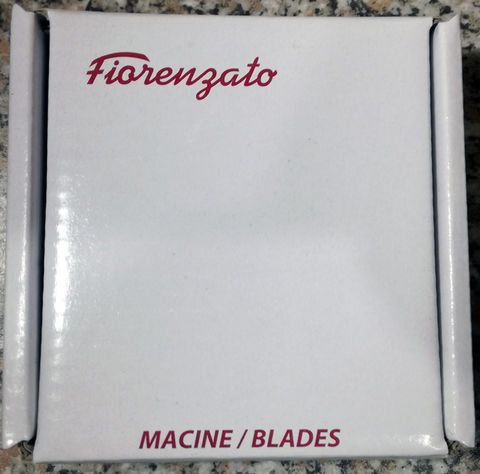 Fiorenzato
MACINE / BLADES